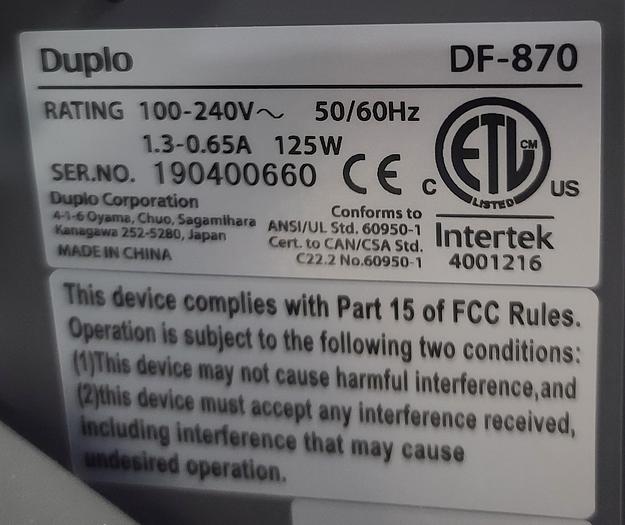 Duplo DF-870
RATING 100-240V～ 50/60Hz
1.3-0.65A 125W
SER.NO. 190400660
CE
Duplo Corporation
4-1-6 Oyama, Chuo, Sagamihara
Kanagawa 252-5280, Japan
MADE IN CHINA
Conforms to
ANSI/UL Std. 60950-1
Cert. to CAN/CSA Std.
C22.2 No.60950-1
ETL CM
LISTED
C US
Intertek
4001216
This device complies with Part 15 of FCC Rules.
Operation is subject to the following two conditions:
(1)This device may not cause harmful interference,and
(2)this device must accept any interference received,
including interference that may cause
undesired operation.